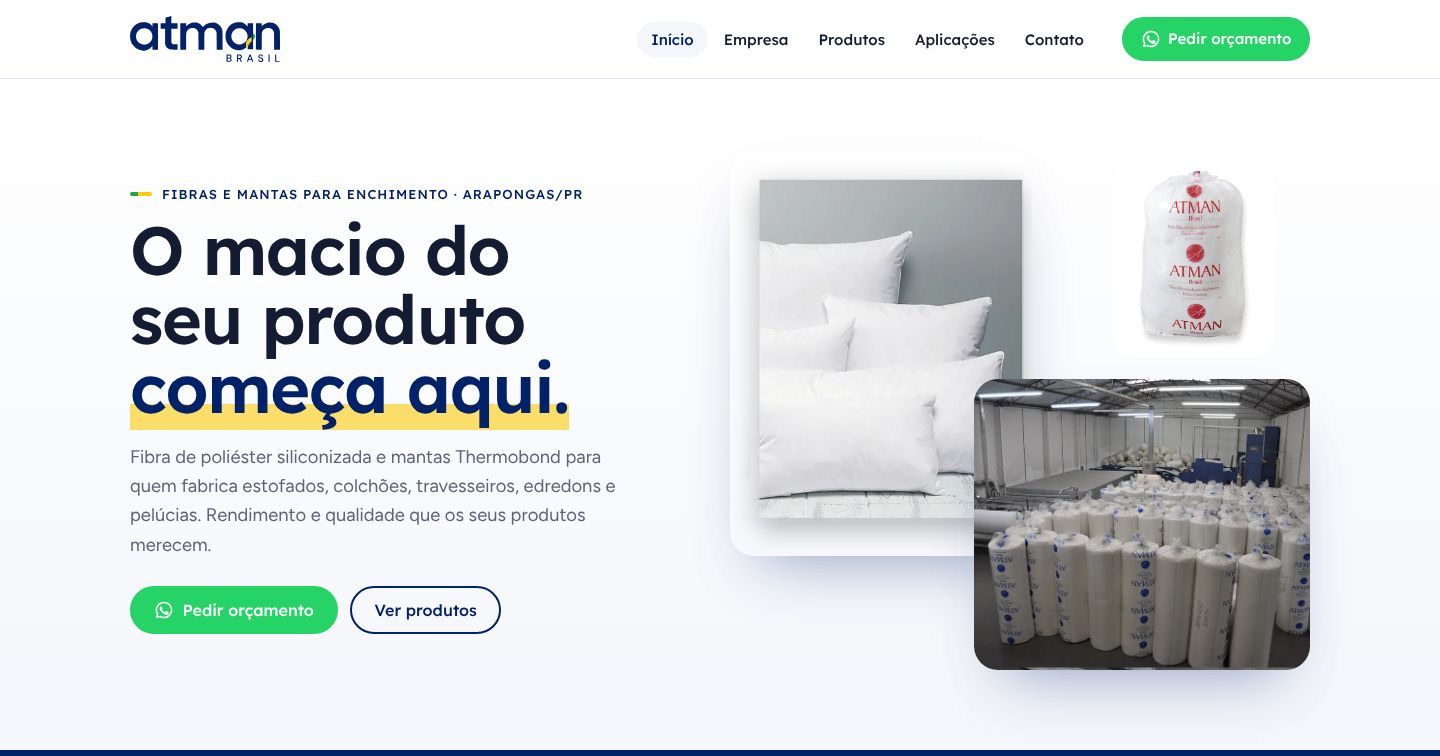 atman
BRASIL
Início
Empresa
Produtos
Aplicações
Contato
Pedir orçamento
FIBRAS E MANTAS PARA ENCHIMENTO · ARAPONGAS/PR
O macio do
seu produto
começa aqui.
Fibra de poliéster siliconizada e mantas Thermobond para
quem fabrica estofados, colchões, travesseiros, edredons e
pelúcias. Rendimento e qualidade que os seus produtos
merecem.
Pedir orçamento
Ver produtos
ATMAN
Brasil
ATMAN
Brasil
ATMAN